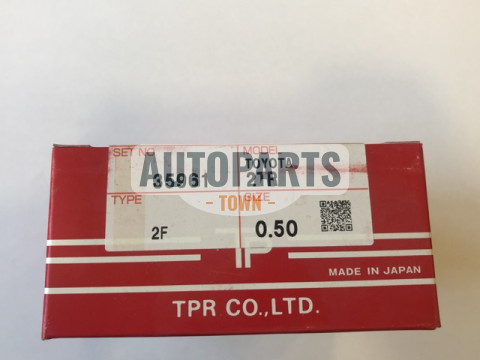 SET NO MODEL
TOYOTA
35961 2TR
AUTOPARTS
- TOWN -
TYPE SIZE
2F 0.50
TP
MADE IN JAPAN
TPR CO.,LTD.